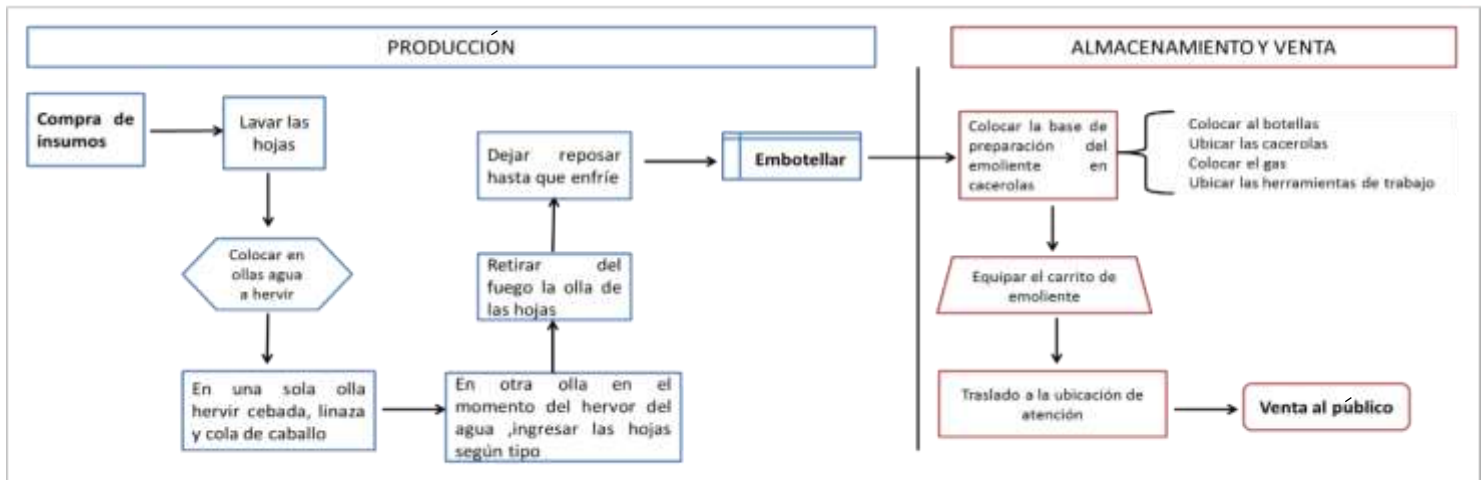 PRODUCCIÓN
ALMACENAMIENTO Y VENTA
Compra de
insumos
Lavar las
hojas
Colocar en
ollas agua
a hervir
En una sola olla
hervir cebada, linaza
y cola de caballo
En otra olla en el
momento del hervor del
agua ,ingresar las hojas
según tipo
Retirar del
fuego la olla de
las hojas
Dejar reposar
hasta que enfríe
Embotellar
Colocar la base de
preparación del
emoliente en
cacerolas
Colocar al botellas
Ubicar las cacerolas
Colocar el gas
Ubicar las herramientas de trabajo
Equipar el carrito de
emoliente
Traslado a la ubicación de
atención
Venta al público